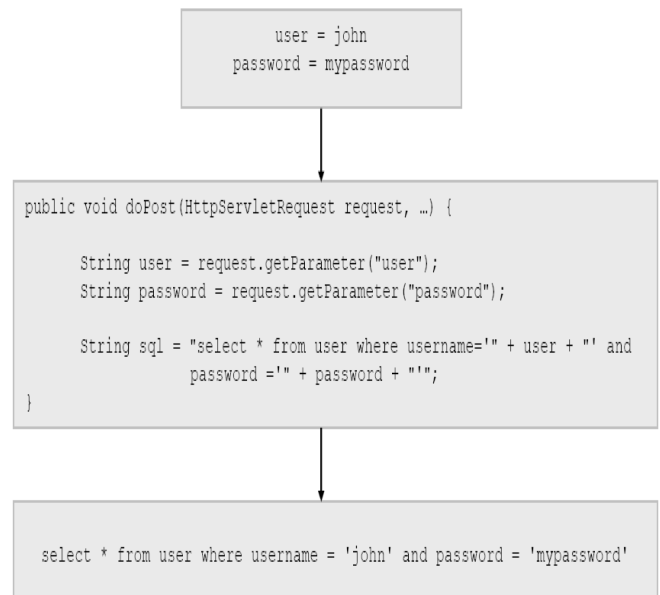 user = john
password = mypassword
public void doPost(HttpServletRequest request, …) {
String user = request.getParameter("user");
String password = request.getParameter("password");
String sql = "select * from user where username='" + user + "' and
password ='" + password + "'";
}
select * from user where username = 'john' and password = 'mypassword'